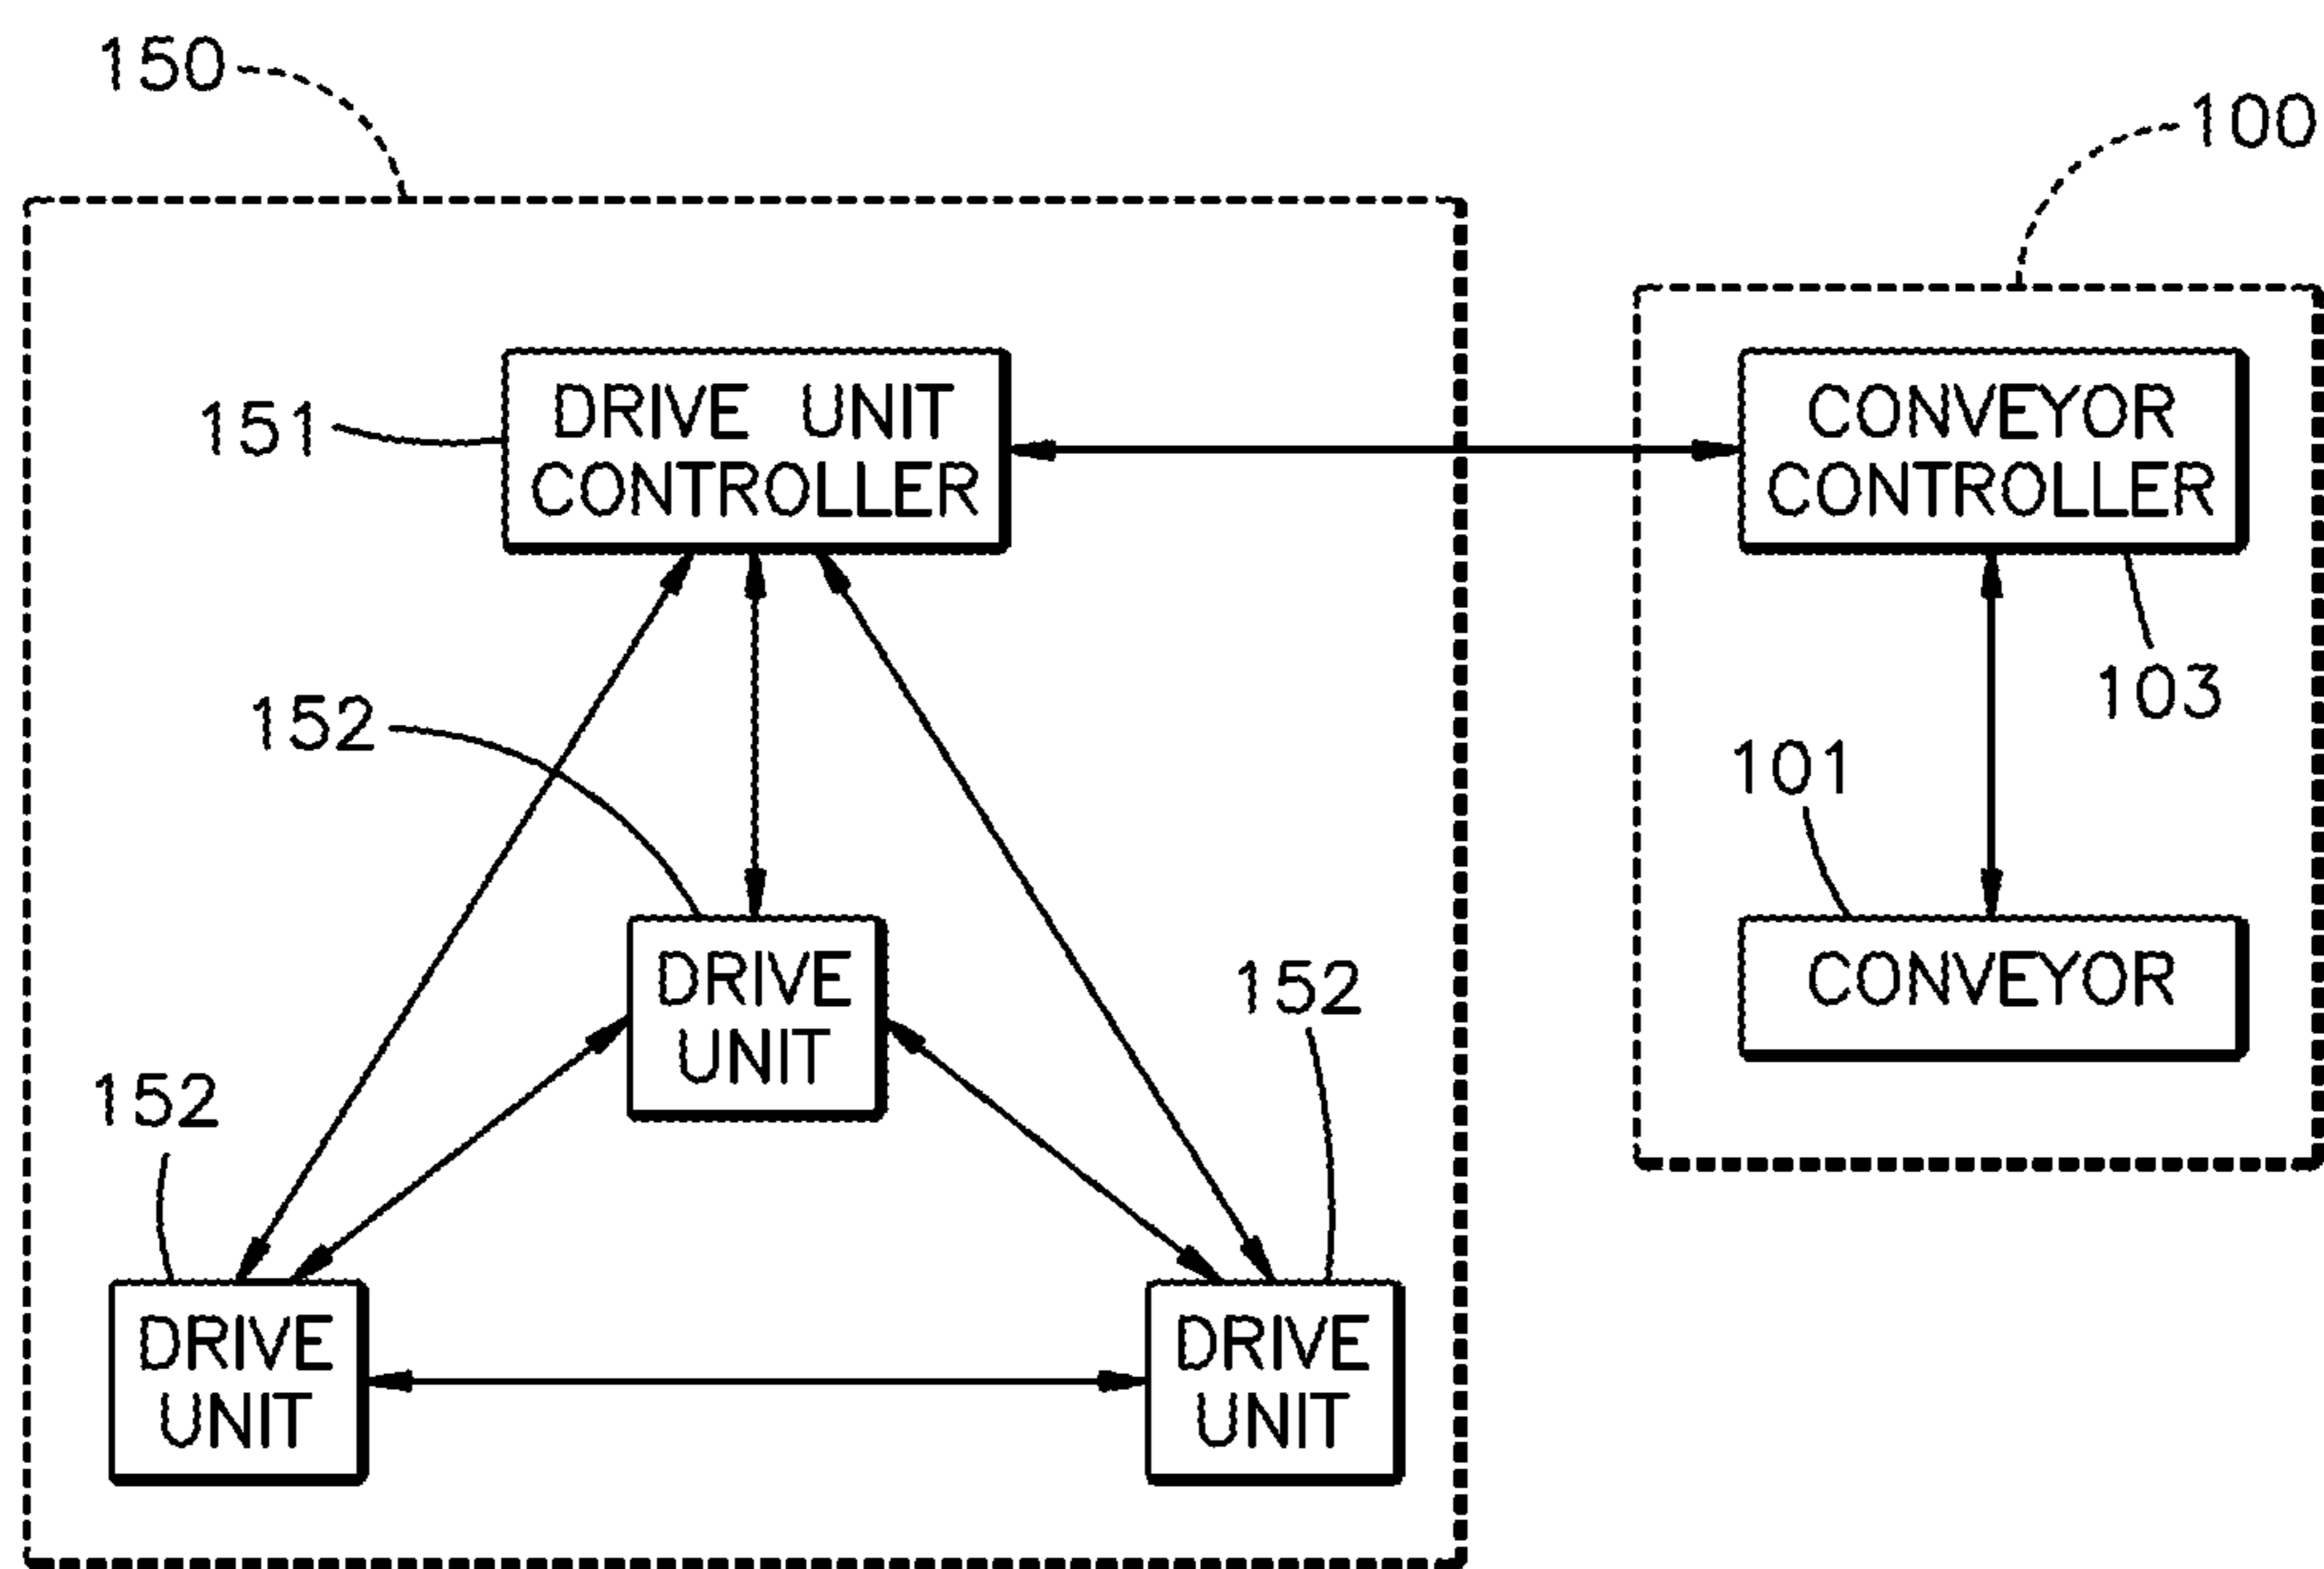 150
100
151
DRIVE UNIT
CONTROLLER
CONVEYOR
CONTROLLER
103
152
101
DRIVE
UNIT
CONVEYOR
152
152
DRIVE
UNIT
DRIVE
UNIT